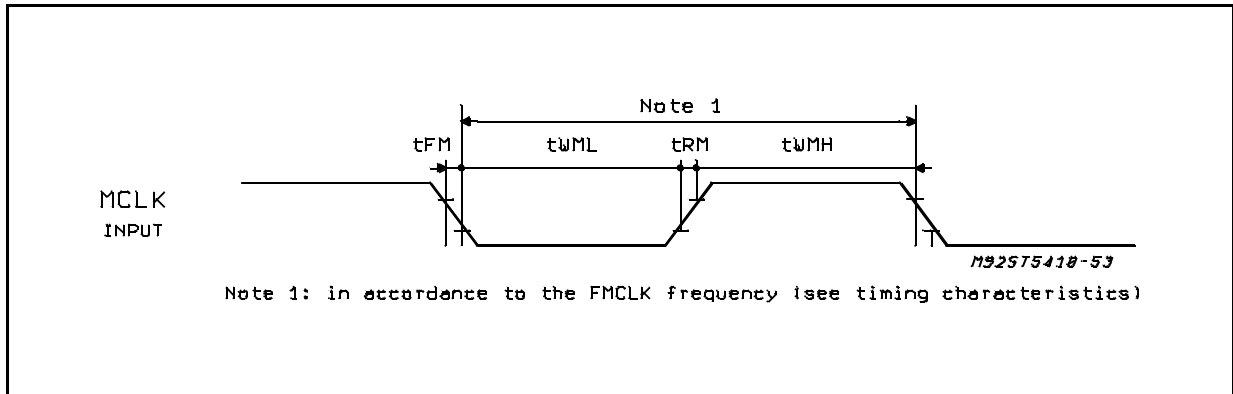 Note 1
tFM tWML tRM tWMH
MCLK
INPUT
M92ST5410-53
Note 1: in accordance to the FMCLK frequency (see timing characteristics)